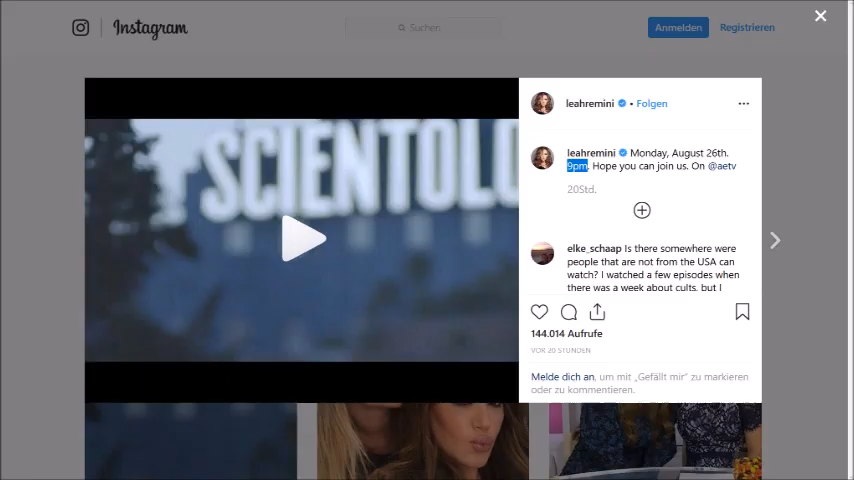 Instagram
Suchen
Anmelden
Registrieren
SCIENTOLO
leahremini • Folgen
leahremini Monday, August 26th.
9pm. Hope you can join us. On @aetv
20Std.
elke_schaap Is there somewhere were
people that are not from the USA can
watch? I watched a few episodes when
there was a week about cults, but I
144.014 Aufrufe
VOR 20 STUNDEN
Melde dich an, um mit „Gefällt mir" zu markieren
oder zu kommentieren.